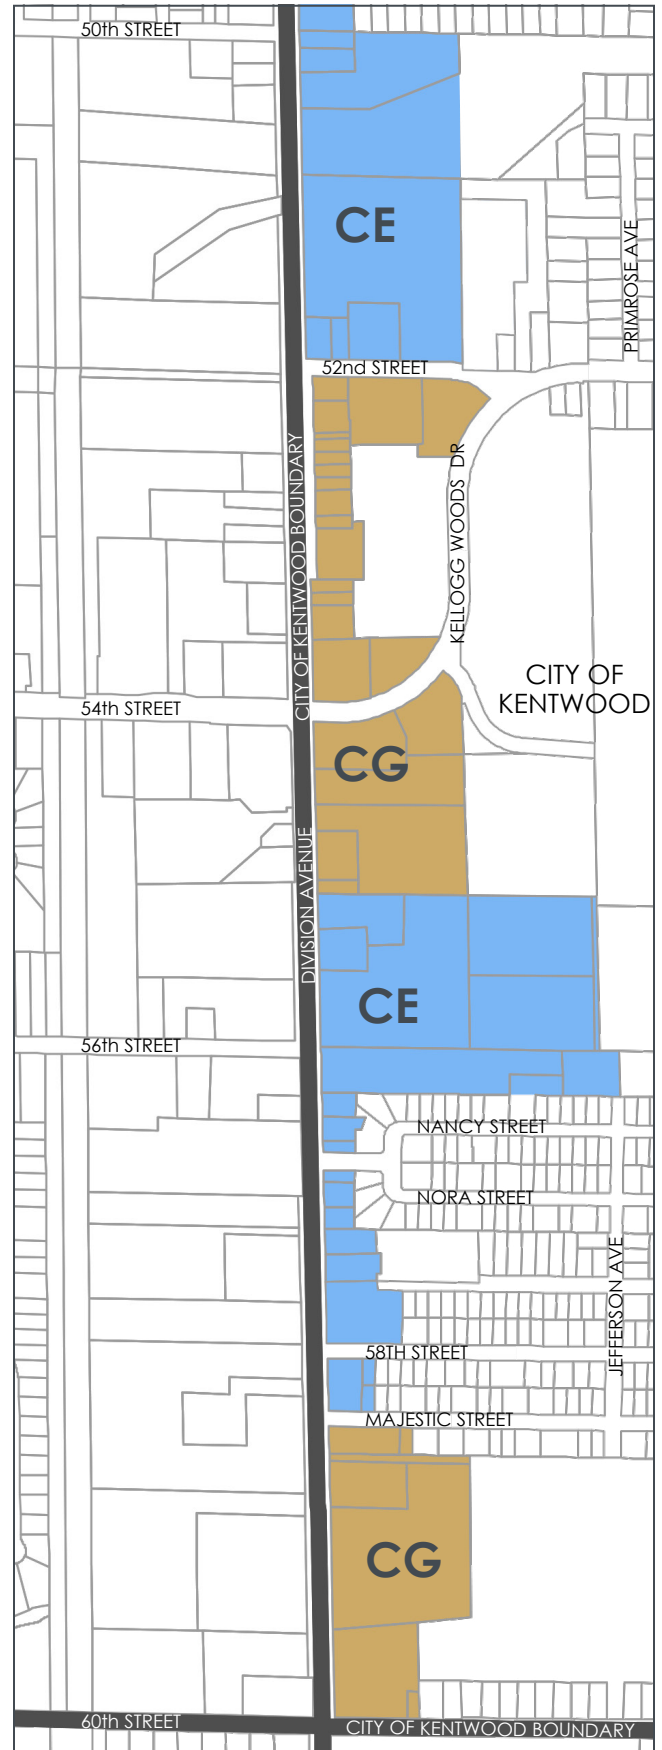 50th STREET
CE
PRIMROSE AVE
52nd STREET
CITY OF KENTWOOD BOUNDARY
KELLOGG WOODS DR
CITY OF
KENTWOOD
54th STREET
CG
DIVISION AVENUE
CE
56th STREET
NANCY STREET
NORA STREET
JEFFERSON AVE
58TH STREET
MAJESTIC STREET
CG
60th STREET
CITY OF KENTWOOD BOUNDARY